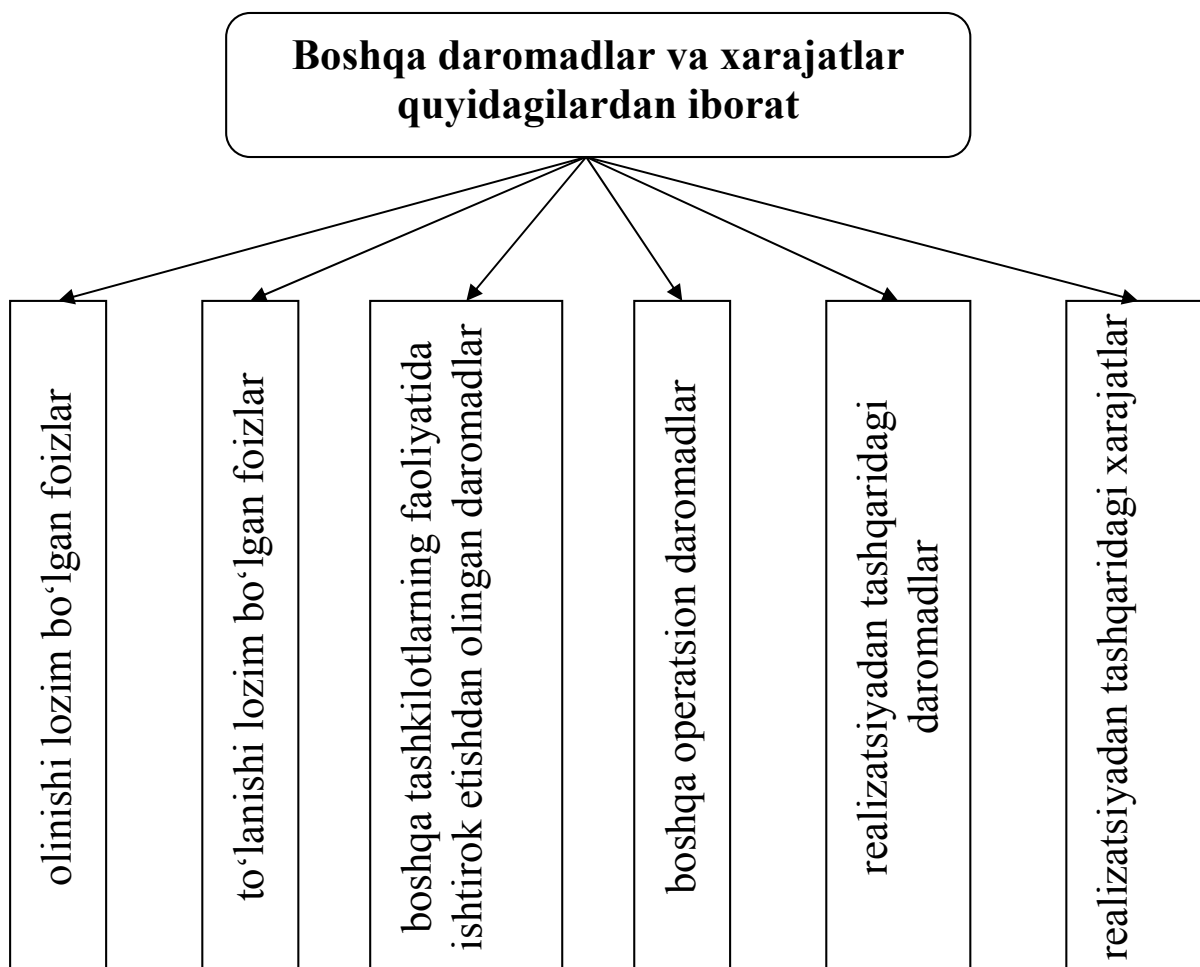 Boshqa daromadlar va xarajatlar
quyidagilardan iborat
olinishi lozim bo‘lgan foizlar
to‘lanishi lozim bo‘lgan foizlar
boshqa tashkilotlarning faoliyatida
ishtirok etishdan olingan daromadlar
boshqa operatsion daromadlar
realizatsiyadan tashqaridagi
daromadlar
realizatsiyadan tashqaridagi xarajatlar